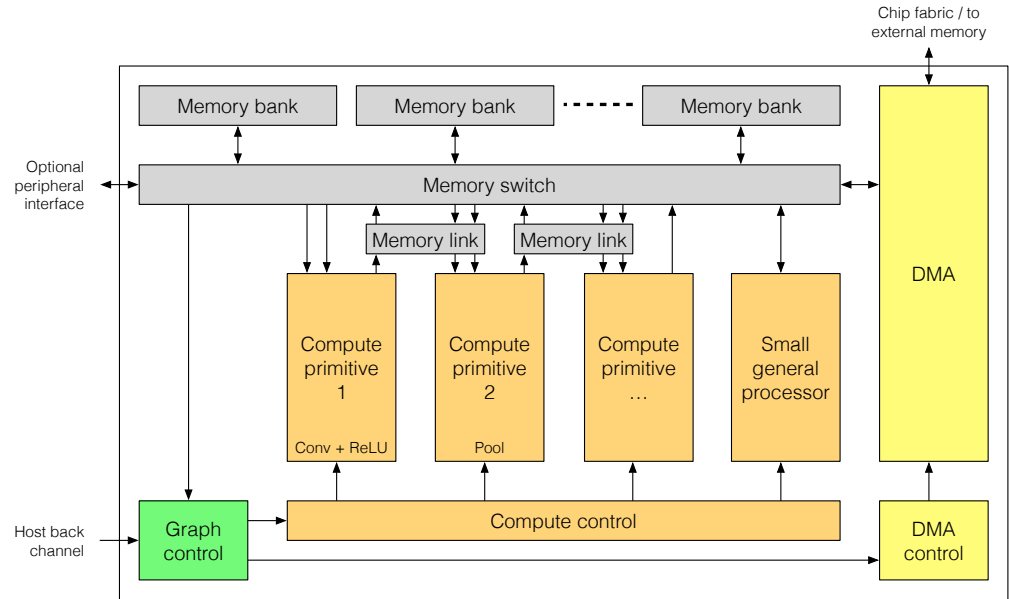 Chip fabric / to
external memory
Memory bank
Memory bank
Memory bank
Optional
peripheral
interface
Memory switch
Memory link
Memory link
DMA
Compute
primitive
1
Conv + ReLU
Compute
primitive
2
Pool
Compute
primitive
...
Small
general
processor
Host back
channel
Graph
control
Compute control
DMA
control